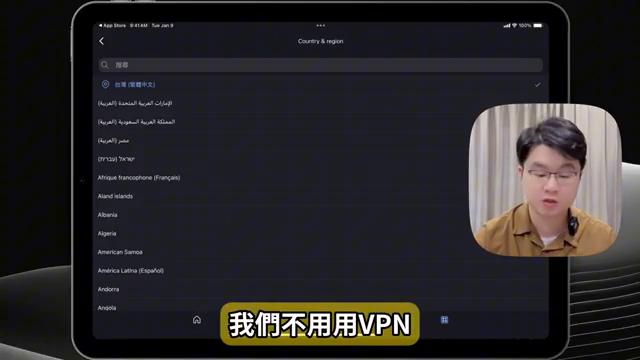 App Store 9:41 AM Tue Jan 9
100%
Country & region
搜尋
台灣 (繁體中文)
الإمارات العربية المتحدة (العربية)
المملكة العربية السعودية (العربية)
مصر (العربية)
ישראל (עברית)
Afrique francophone (Français)
Aland islands
Albania
Algeria
American Samoa
América Latina (Español)
Andorra
Angola
我們不用用VPN